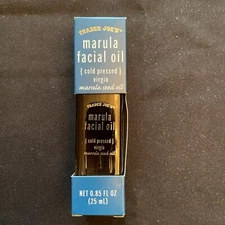 TRADER JOE'S
marula
facial oil
{ cold pressed }
virgin
marula seed oil
TRADER JOE'S
marula
facial oil
{ cold pressed }
virgin
marula seed oil
NET 0.85 FL OZ
(25 mL)